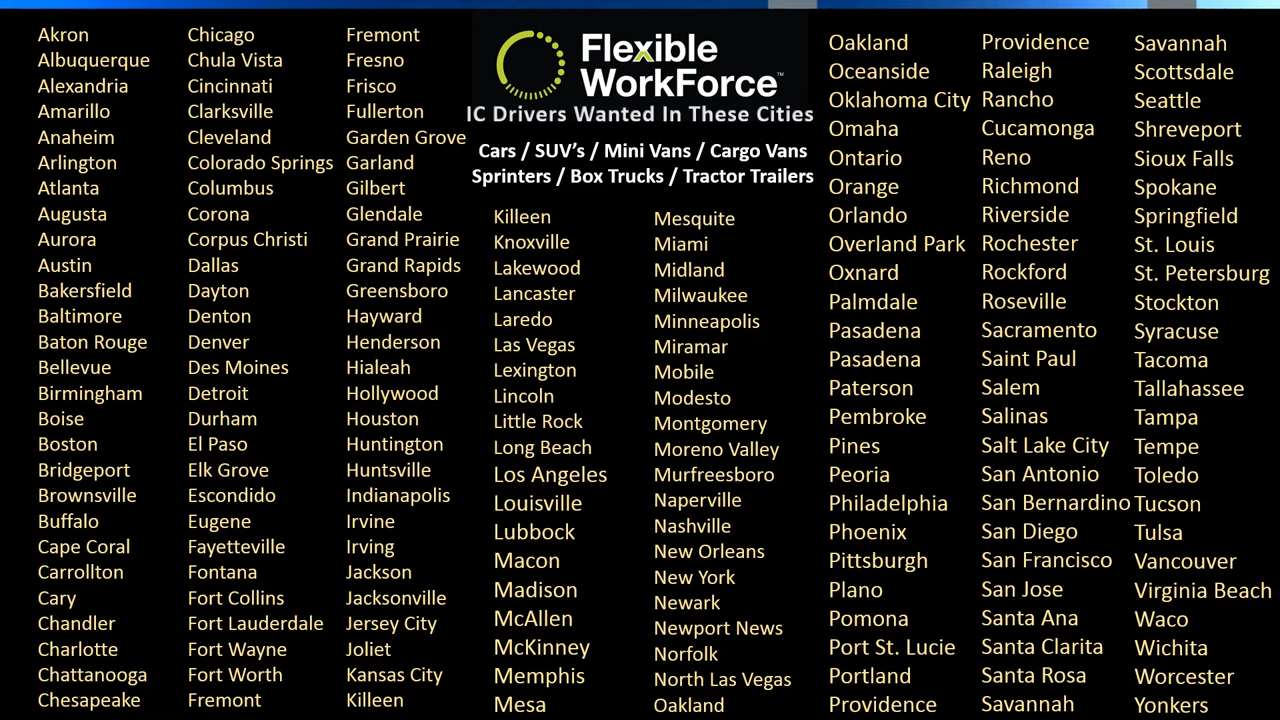 Akron
Albuquerque
Alexandria
Amarillo
Anaheim
Arlington
Atlanta
Augusta
Aurora
Austin
Bakersfield
Baltimore
Baton Rouge
Bellevue
Birmingham
Boise
Boston
Bridgeport
Brownsville
Buffalo
Cape Coral
Carrollton
Cary
Chandler
Charlotte
Chattanooga
Chesapeake
Chicago
Chula Vista
Cincinnati
Clarksville
Cleveland
Colorado Springs
Columbus
Corona
Corpus Christi
Dallas
Dayton
Denton
Denver
Des Moines
Detroit
Durham
El Paso
Elk Grove
Escondido
Eugene
Fayetteville
Fontana
Fort Collins
Fort Lauderdale
Fort Wayne
Fort Worth
Fremont
Fremont
Fresno
Frisco
Fullerton
Garden Grove
Garland
Gilbert
Glendale
Grand Prairie
Grand Rapids
Greensboro
Hayward
Henderson
Hialeah
Hollywood
Houston
Huntington
Huntsville
Indianapolis
Irvine
Irving
Jackson
Jacksonville
Jersey City
Joliet
Kansas City
Killeen
Flexible
WorkForce™
IC Drivers Wanted In These Cities
Cars / SUV's / Mini Vans / Cargo Vans
Sprinters / Box Trucks / Tractor Trailers
Killeen
Knoxville
Lakewood
Lancaster
Laredo
Las Vegas
Lexington
Lincoln
Little Rock
Long Beach
Los Angeles
Louisville
Lubbock
Macon
Madison
McAllen
McKinney
Memphis
Mesa
Mesquite
Miami
Midland
Milwaukee
Minneapolis
Miramar
Mobile
Modesto
Montgomery
Moreno Valley
Murfreesboro
Naperville
Nashville
New Orleans
New York
Newark
Newport News
Norfolk
North Las Vegas
Oakland
Oakland
Oceanside
Oklahoma City
Omaha
Ontario
Orange
Orlando
Overland Park
Oxnard
Palmdale
Pasadena
Pasadena
Paterson
Pembroke
Pines
Peoria
Philadelphia
Phoenix
Pittsburgh
Plano
Pomona
Port St. Lucie
Portland
Providence
Providence
Raleigh
Rancho
Cucamonga
Reno
Richmond
Riverside
Rochester
Rockford
Roseville
Sacramento
Saint Paul
Salem
Salinas
Salt Lake City
San Antonio
San Bernardino
San Diego
San Francisco
San Jose
Santa Ana
Santa Clarita
Santa Rosa
Savannah
Savannah
Scottsdale
Seattle
Shreveport
Sioux Falls
Spokane
Springfield
St. Louis
St. Petersburg
Stockton
Syracuse
Tacoma
Tallahassee
Tampa
Tempe
Toledo
Tucson
Tulsa
Vancouver
Virginia Beach
Waco
Wichita
Worcester
Yonkers